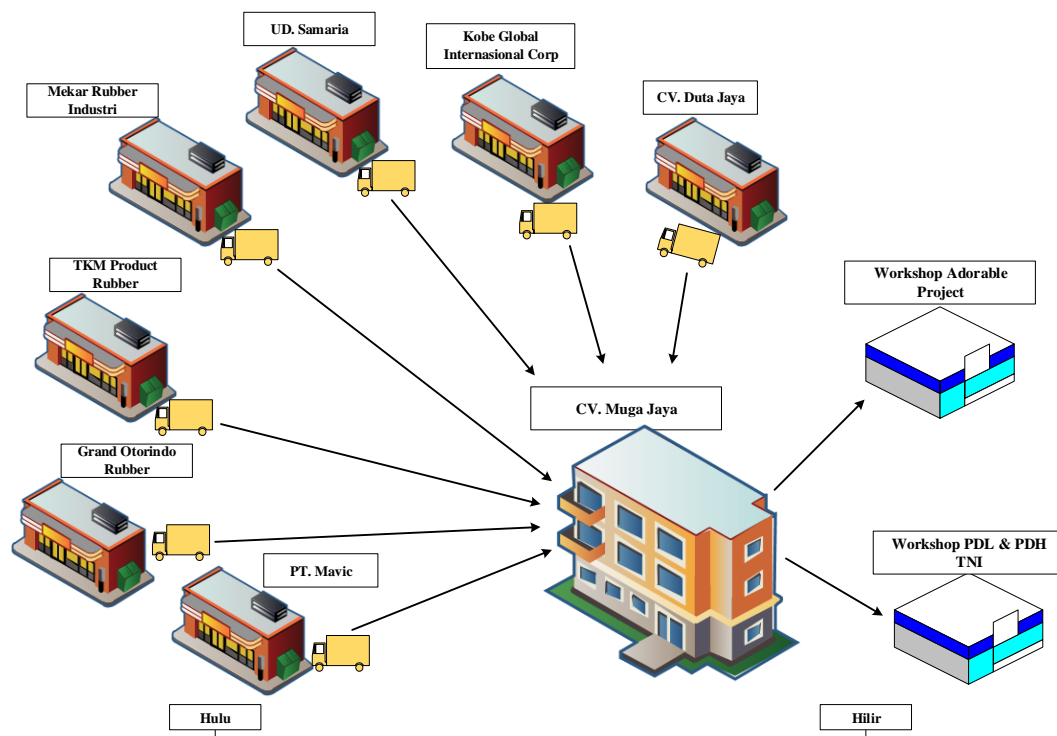 UD. Samaria
Kobe Global
Internasional Corp
Mekar Rubber
Industri
CV. Duta Jaya
TKM Product
Rubber
Workshop Adorable
Project
CV. Muga Jaya
Grand Otorindo
Rubber
PT. Mavic
Workshop PDL & PDH
TNI
Hulu
Hilir